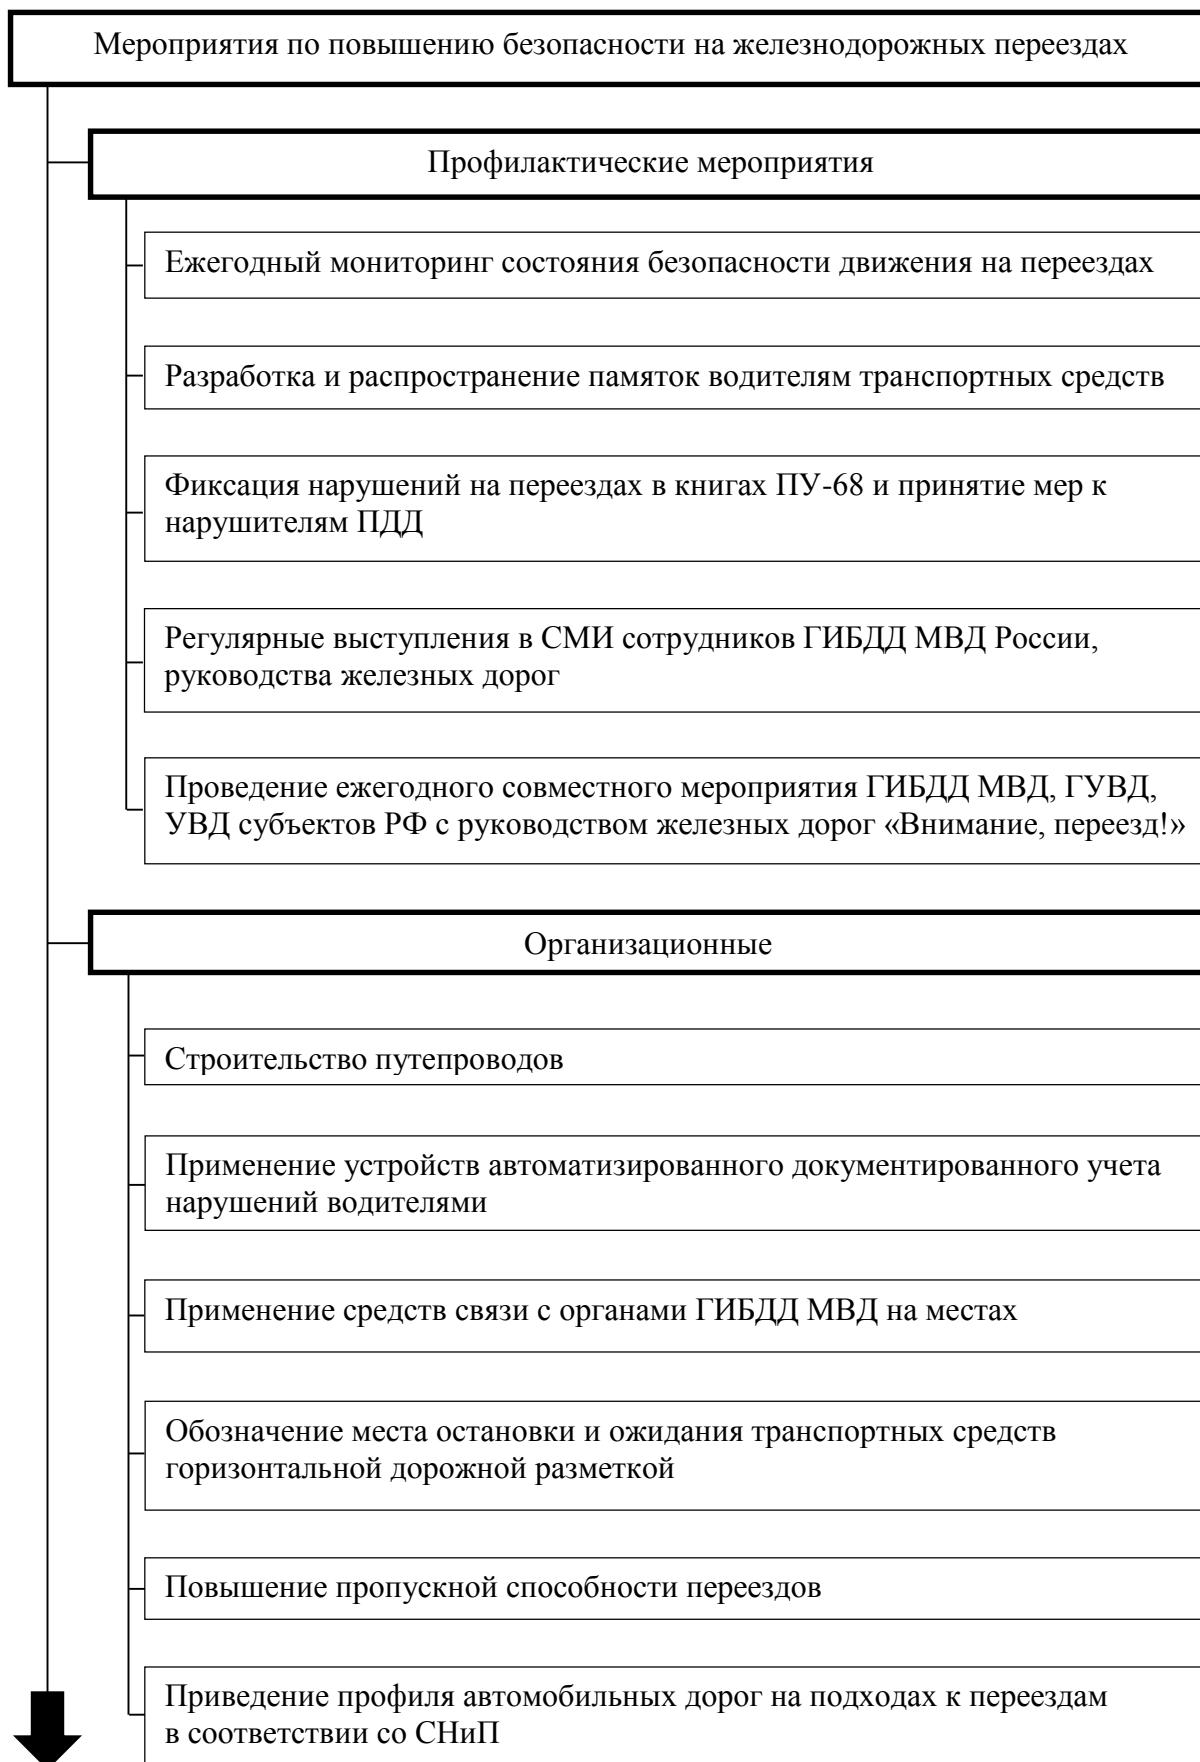 Мероприятия по повышению безопасности на железнодорожных переездах
Профилактические мероприятия
Ежегодный мониторинг состояния безопасности движения на переездах
Разработка и распространение памяток водителям транспортных средств
Фиксация нарушений на переездах в книгах ПУ-68 и принятие мер к
нарушителям ПДД
Регулярные выступления в СМИ сотрудников ГИБДД МВД России,
руководства железных дорог
Проведение ежегодного совместного мероприятия ГИБДД МВД, ГУВД,
УВД субъектов РФ с руководством железных дорог «Внимание, переезд!»
Организационные
Строительство путепроводов
Применение устройств автоматизированного документированного учета
нарушений водителями
Применение средств связи с органами ГИБДД МВД на местах
Обозначение места остановки и ожидания транспортных средств
горизонтальной дорожной разметкой
Повышение пропускной способности переездов
Приведение профиля автомобильных дорог на подходах к переездам
в соответствии со СНиП